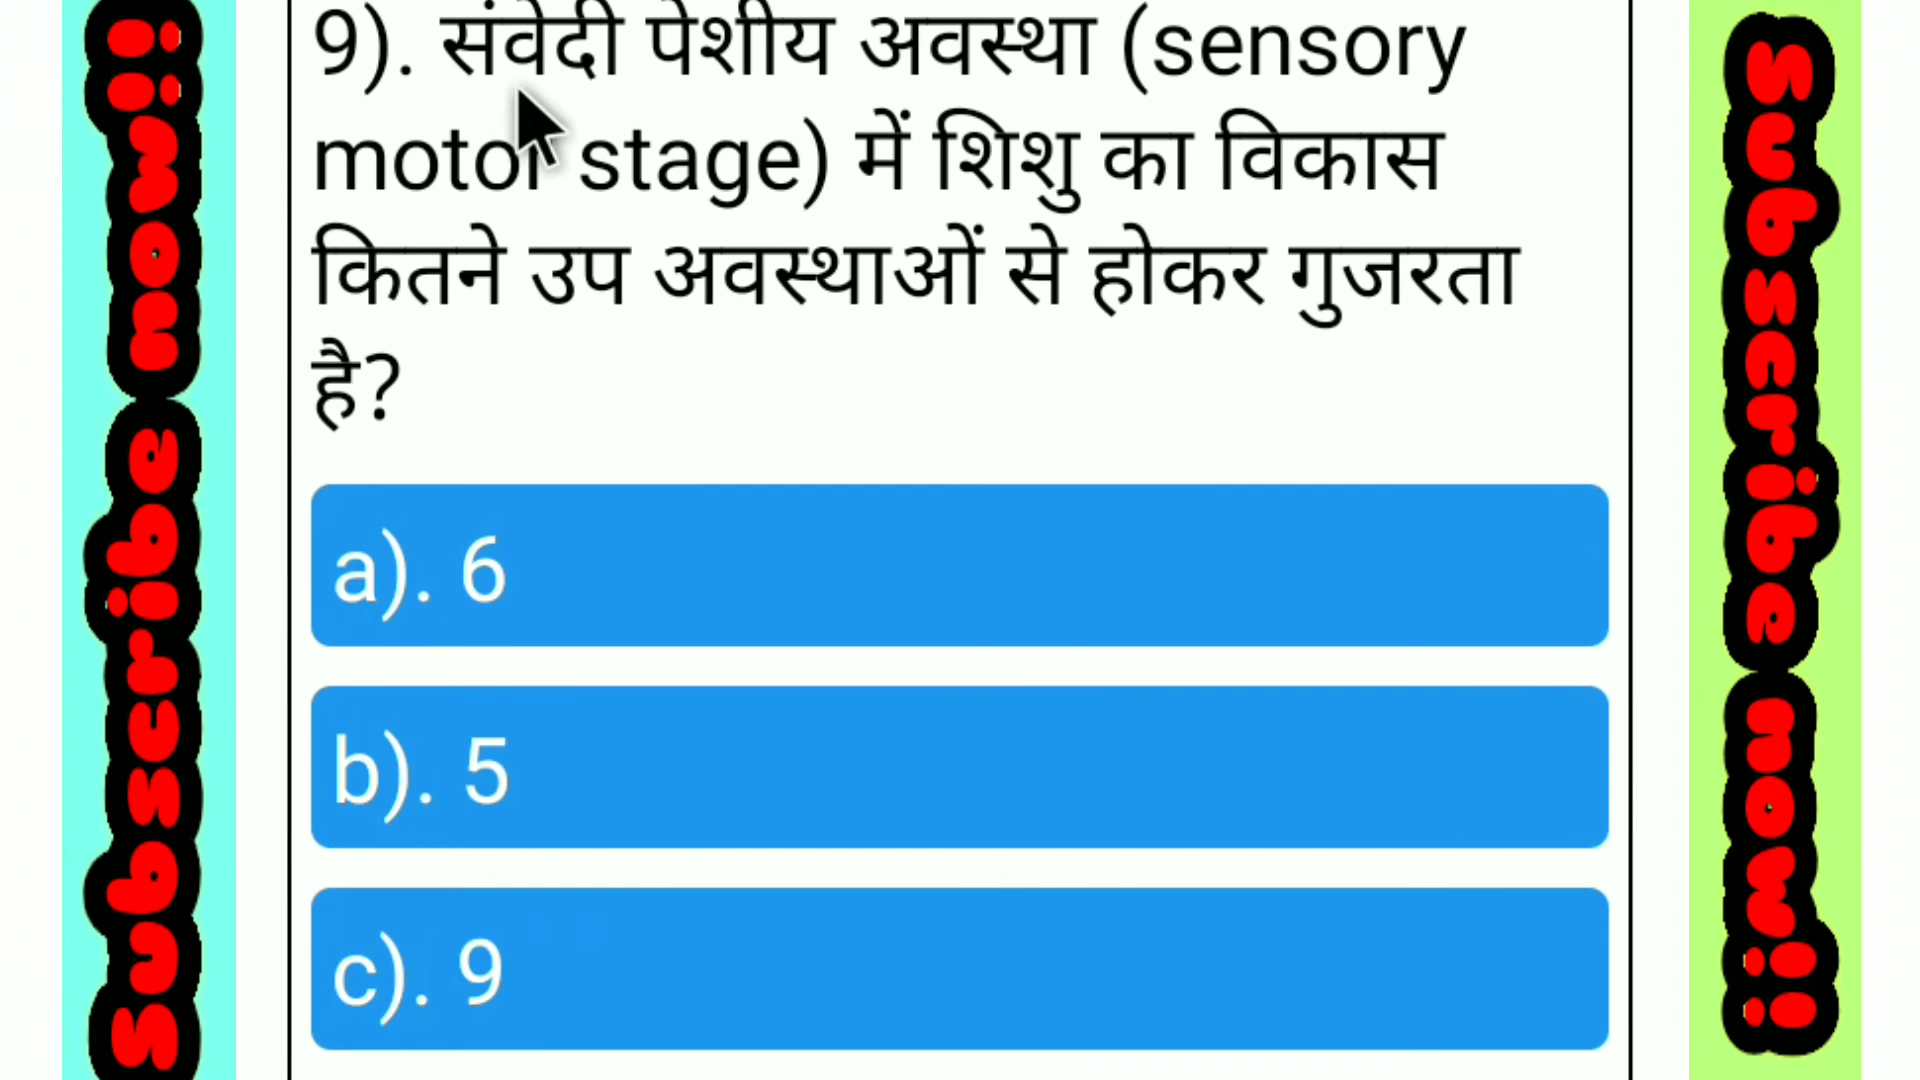 Subscribe now!!
9). संवेदी पेशीय अवस्था (sensory
motor stage) में शिशु का विकास
कितने उप अवस्थाओं से होकर गुजरता
है?
a). 6
b). 5
c). 9
Subscribe now!!